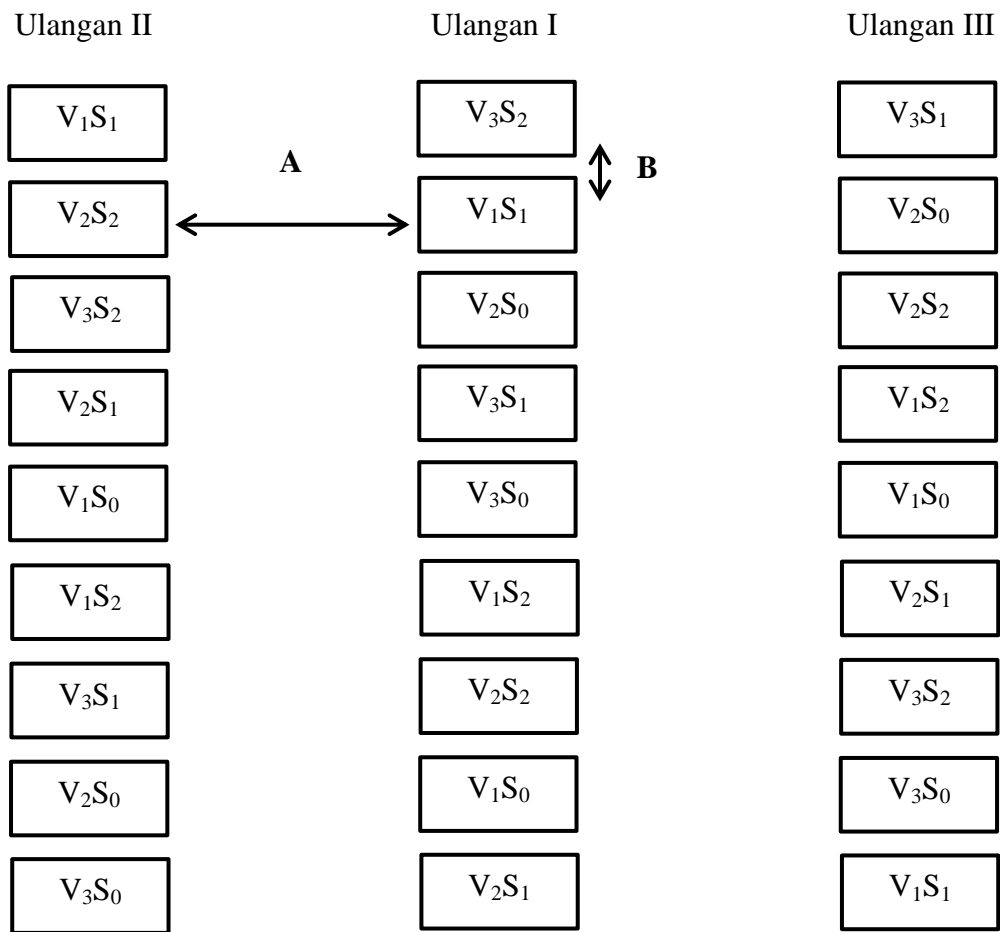 Ulangan II Ulangan I Ulangan III
V₁S₁ V₃S₂ V₃S₁
A B
V₂S₂ V₁S₁ V₂S₀
V₃S₂ V₂S₀ V₂S₂
V₂S₁ V₃S₁ V₁S₂
V₁S₀ V₃S₀ V₁S₀
V₁S₂ V₁S₂ V₂S₁
V₃S₁ V₂S₂ V₃S₂
V₂S₀ V₁S₀ V₃S₀
V₃S₀ V₂S₁ V₁S₁